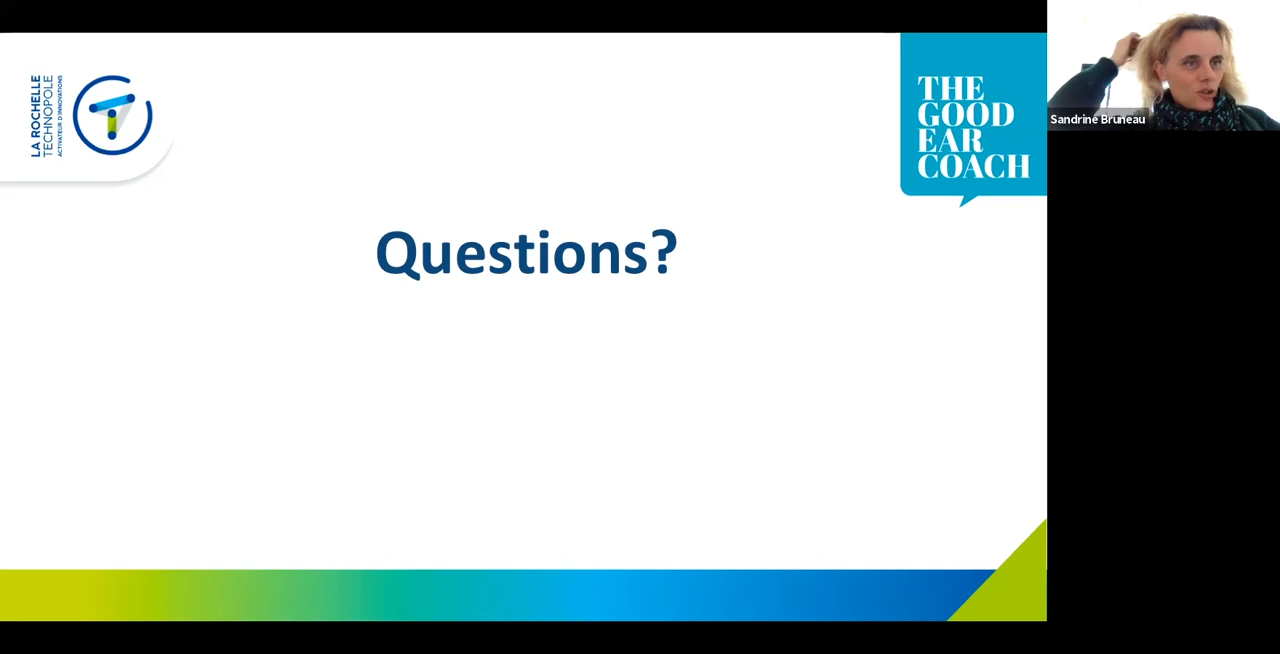 LA ROCHELLE
TECHNOPOLE
ACTIVATEUR D'INNOVATIONS
THE
GOOD
EAR
COACH
Sandrine Bruneau
Questions?